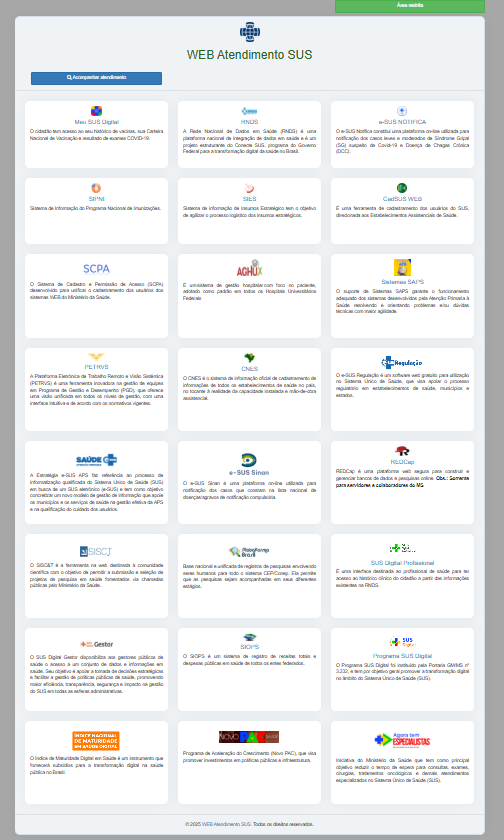 Área restrita
WEB Atendimento SUS
Acompanhar atendimento
Meu SUS Digital
O cidadão tem acesso ao seu histórico de vacinas, sua Carteira
Nacional de Vacinação e resultado de exames COVID-19.
RNDS
A Rede Nacional de Dados em Saúde (RNDS) é uma
plataforma nacional de integração de dados em saúde e é um
projeto estruturante do Conecte SUS, programa do Governo
Federal para a transformação digital da saúde no Brasil.
e-SUS NOTIFICA
O e-SUS Notifica constitui uma plataforma on-line utilizada para
notificação dos casos leves e moderados de Síndrome Gripal
(SG) suspeito de Covid-19 e Doença de Chagas Crônica
(DCC).
SIPNI
Sistema de Informação do Programa Nacional de Imunizações.
SIES
Sistema de informação de Insumos Estratégico tem o objetivo
de agilizar o processo logístico dos insumos estratégicos.
CadSUS WEB
É uma ferramenta de cadastramento dos usuários do SUS,
direcionada aos Estabelecimentos Assistenciais de Saúde.
SCPA
O Sistema de Cadastro e Permissão de Acesso (SCPA)
desenvolvido para unificar o cadastramento dos usuários dos
sistemas WEB do Ministério da Saúde.
AGHUX
É um sistema de gestão hospitalar com foco no paciente,
adotado como padrão em todos os Hospitais Universitários
Federais
Sistemas SAPS
O suporte de Sistemas SAPS garante o funcionamento
adequado dos sistemas desenvolvidos pela Atenção Primária à
Saúde resolvendo e orientando problemas e/ou dúvidas
técnicas com maior agilidade.
PETRVS
A Plataforma Eletrônica de Trabalho Remoto e Visão Sistêmica
(PETRVS) é uma ferramenta inovadora na gestão de equipes
em Programa de Gestão e Desempenho (PGD), que oferece
uma visão unificada em todos os níveis de gestão, com uma
interface intuitiva e de acordo com os normativos vigentes.
CNES
O CNES é o sistema de informação oficial de cadastramento de
informações de todos os estabelecimentos de saúde no país,
no tocante à realidade da capacidade instalada e mão-de-obra
assistencial.
e-SUS Regulação
O e-SUS Regulação é um software web gratuito para utilização
no Sistema Único de Saúde, que visa apoiar o processo
regulatório em estabelecimentos de saúde, municípios e
estados.
SAÚDE
A Estratégia e-SUS APS faz referência ao processo de
informatização qualificada do Sistema Único de Saúde (SUS)
em busca de um SUS eletrônico (e-SUS) e tem como objetivo
concretizar um novo modelo de gestão de informação que apoie
os municípios e os serviços de saúde na gestão efetiva da APS
e na qualificação do cuidado dos usuários.
e-SUS Sinan
O e-SUS Sinan é uma plataforma on-line utilizada para
notificação dos casos que constam na lista nacional de
doenças/agravos de notificação compulsória.
REDCap
REDCap é uma plataforma web segura para construir e
gerenciar bancos de dados e pesquisas online. Obs.: Somente
para servidores e colaboradores do MS
SISC&T
O SISC&T é a ferramenta na web destinada à comunidade
científica com o objetivo de permitir a submissão e seleção de
projetos de pesquisa em saúde fomentados via chamadas
públicas pelo Ministério da Saúde.
Plataforma
Brasil
Base nacional e unificada de registros de pesquisas envolvendo
seres humanos para todo o sistema CEP/Conep. Ela permite
que as pesquisas sejam acompanhadas em seus diferentes
estágios.
SUS Digital Profissional
É uma interface destinada ao profissional de saúde para ter
acesso ao histórico clínico do cidadão a partir das informações
existentes na RNDS.
Gestor
O SUS Digital Gestor disponibiliza aos gestores públicos de
saúde o acesso a um conjunto de dados e informações em
saúde. Seu objetivo é apoiar a tomada de decisões estratégicas
e facilitar a gestão de políticas públicas de saúde, promovendo
maior eficiência, transparência, segurança e impacto na gestão
do SUS em todas as esferas administrativas.
SIOPS
O SIOPS é um sistema de registro de receitas totais e
despesas públicas em saúde de todos os entes federados.
SUS
Digital
Programa SUS Digital
O Programa SUS Digital foi instituído pela Portaria GM/MS nº
3.232, e tem por objetivo geral promover a transformação digital
no âmbito do Sistema Único de Saúde (SUS).
ÍNDICE NACIONAL
DE MATURIDADE
EM SAÚDE DIGITAL
O Índice de Maturidade Digital em Saúde é um instrumento que
fornecerá subsídios para a transformação digital na saúde
pública no Brasil.
NOVO PAC
Programa de Aceleração do Crescimento (Novo PAC), que visa
promover investimentos em políticas públicas e infraestrutura.
Agora tem
ESPECIALISTAS
Iniciativa do Ministério da Saúde que tem como principal
objetivo reduzir o tempo de espera para consultas, exames,
cirurgias, tratamentos oncológicos e demais atendimentos
especializados no Sistema Único de Saúde (SUS).
© 2025 WEB Atendimento SUS. Todos os direitos reservados.